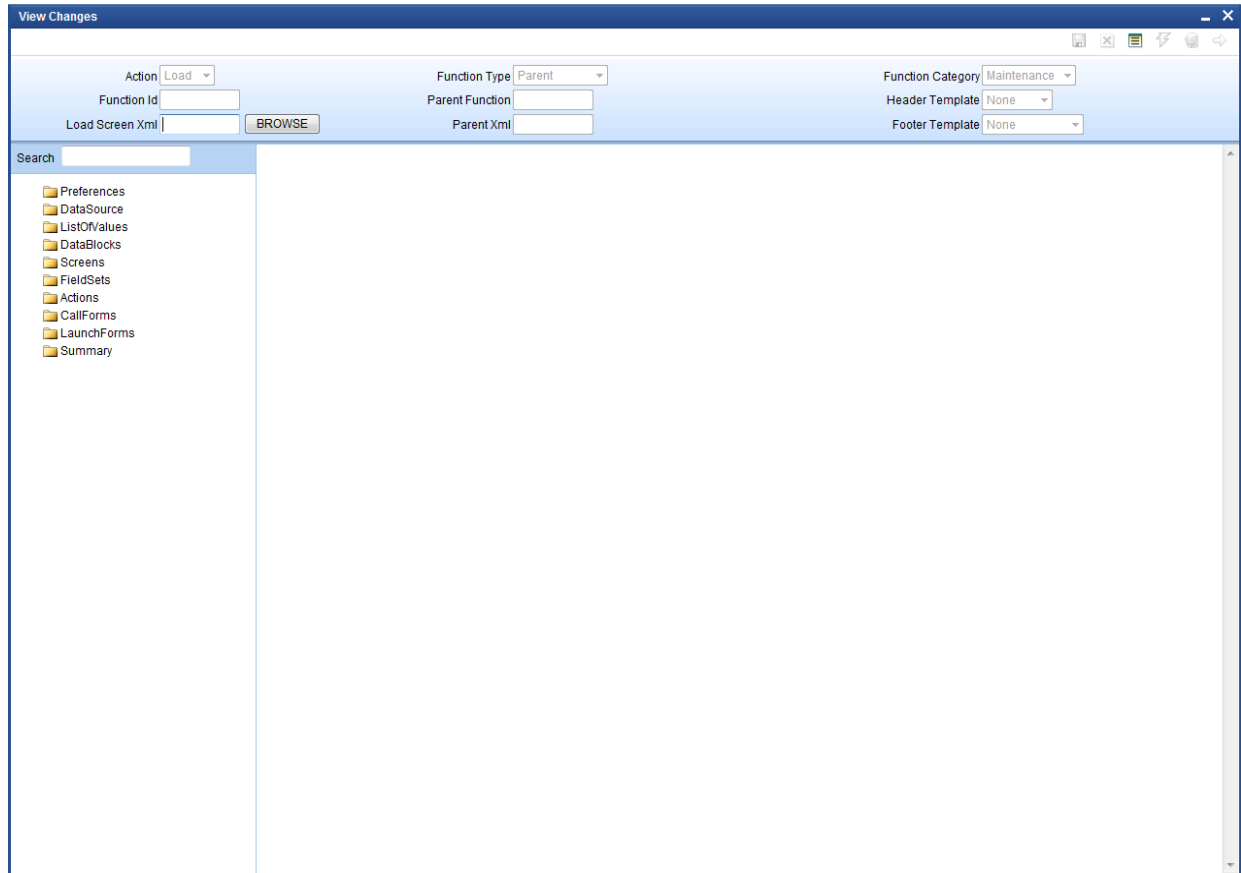 View Changes
Action Load Function Type Parent Function Category Maintenance
Function Id Parent Function Header Template None
Load Screen Xml BROWSE Parent Xml Footer Template None
Search
Preferences
DataSource
ListOfValues
DataBlocks
Screens
FieldSets
Actions
CallForms
LaunchForms
Summary